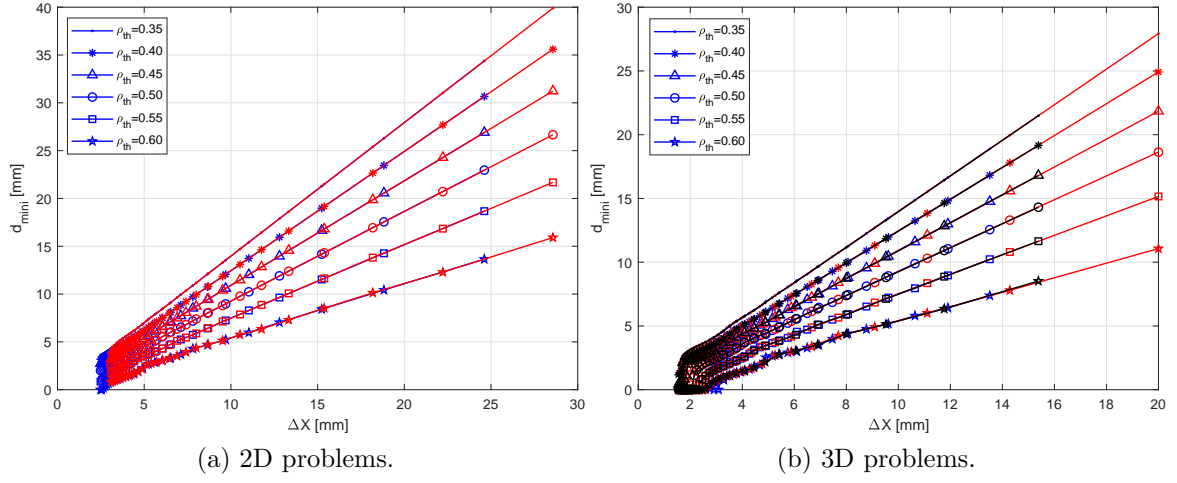 40
35
30
25
20
15
10
5
0
d_mini [mm]
ρ_th=0.35
ρ_th=0.40
ρ_th=0.45
ρ_th=0.50
ρ_th=0.55
ρ_th=0.60
0 5 10 15 20 25 30
ΔX [mm]
(a) 2D problems.
30
25
20
15
10
5
0
d_mini [mm]
ρ_th=0.35
ρ_th=0.40
ρ_th=0.45
ρ_th=0.50
ρ_th=0.55
ρ_th=0.60
0 2 4 6 8 10 12 14 16 18 20
ΔX [mm]
(b) 3D problems.